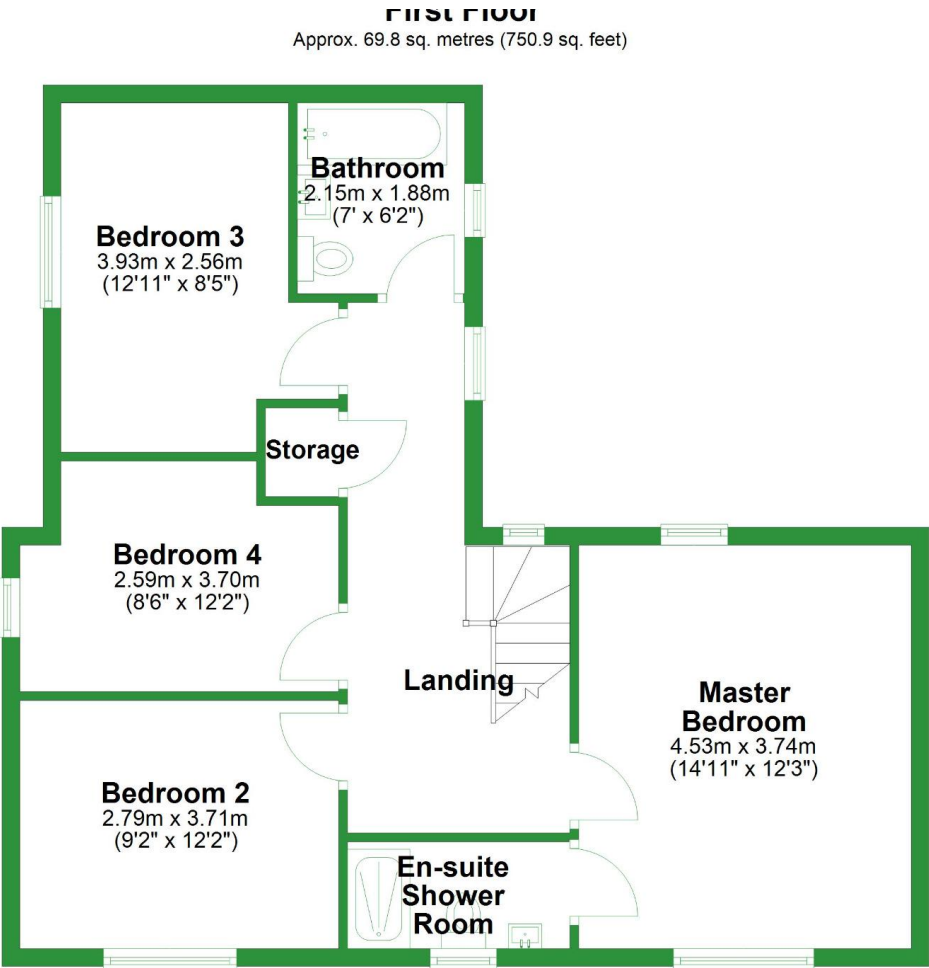 First Floor
Approx. 69.8 sq. metres (750.9 sq. feet)
Bathroom
2.15m x 1.88m
(7' x 6'2")
Bedroom 3
3.93m x 2.56m
(12'11" x 8'5")
Storage
Bedroom 4
2.59m x 3.70m
(8'6" x 12'2")
Landing
Master
Bedroom
4.53m x 3.74m
(14'11" x 12'3")
Bedroom 2
2.79m x 3.71m
(9'2" x 12'2")
En-suite
Shower
Room